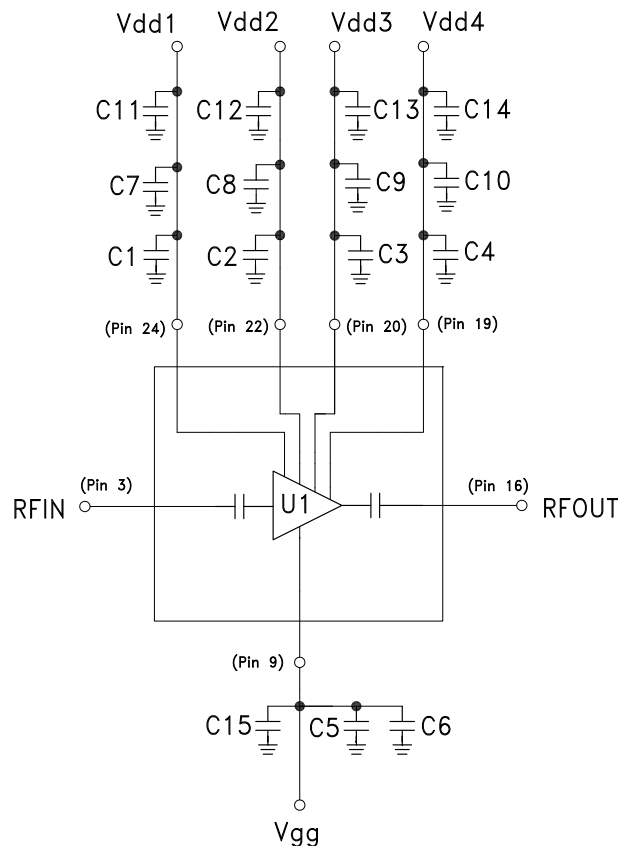 Vdd1 Vdd2 Vdd3 Vdd4
C11 C12 C13 C14
C7 C8 C9 C10
C1 C2 C3 C4
(Pin 24) (Pin 22) (Pin 20) (Pin 19)
(Pin 3) (Pin 16)
RFIN U1 RFOUT
(Pin 9)
C15 C5 C6
Vgg